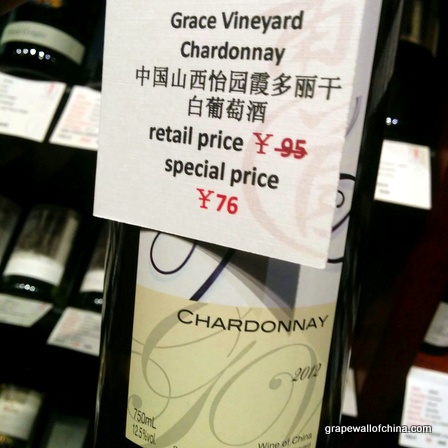 Grace Vineyard
Chardonnay
中国山西怡园霞多丽干
白葡萄酒
retail price ￥95
special price
￥76
CHARDONNAY
2012
750mL
12.5%vol
Wine of China
grapewallofchina.com